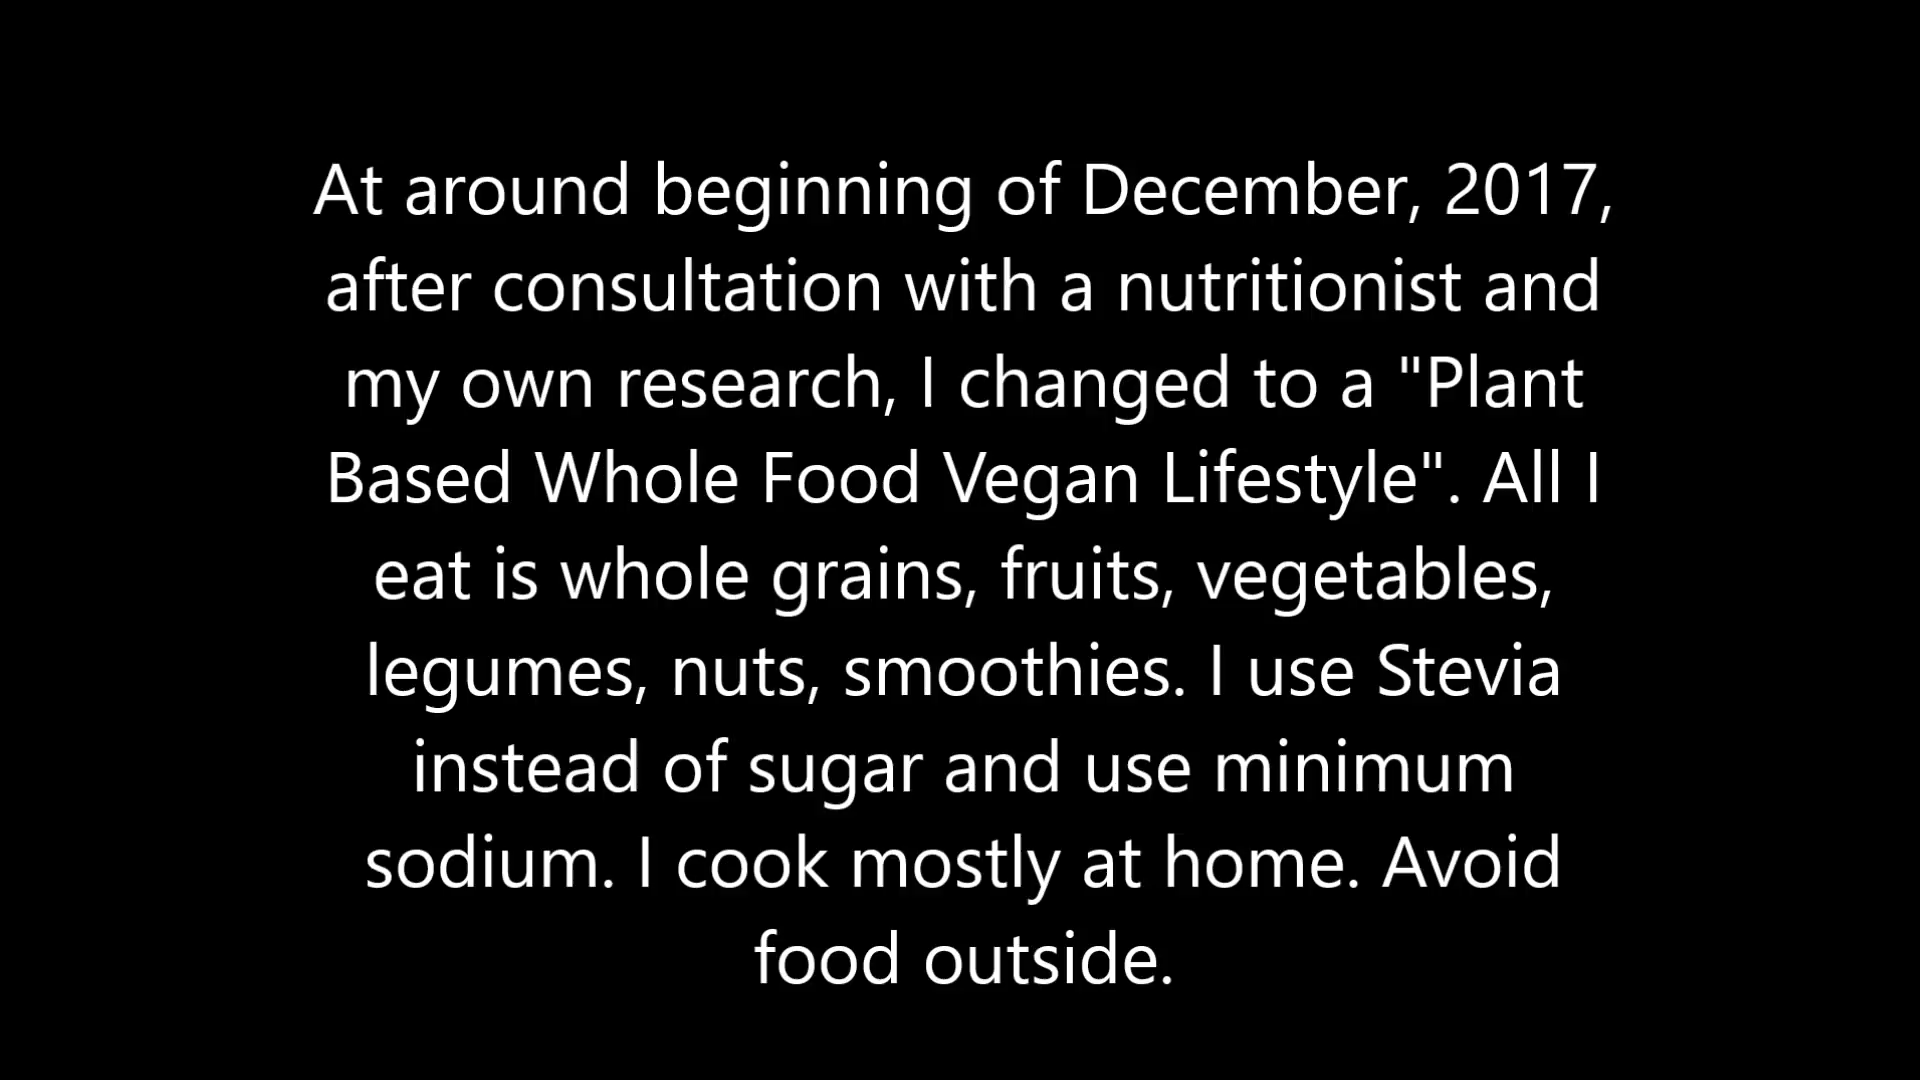 At around beginning of December, 2017,
after consultation with a nutritionist and
my own research, I changed to a "Plant
Based Whole Food Vegan Lifestyle". All I
eat is whole grains, fruits, vegetables,
legumes, nuts, smoothies. I use Stevia
instead of sugar and use minimum
sodium. I cook mostly at home. Avoid
food outside.